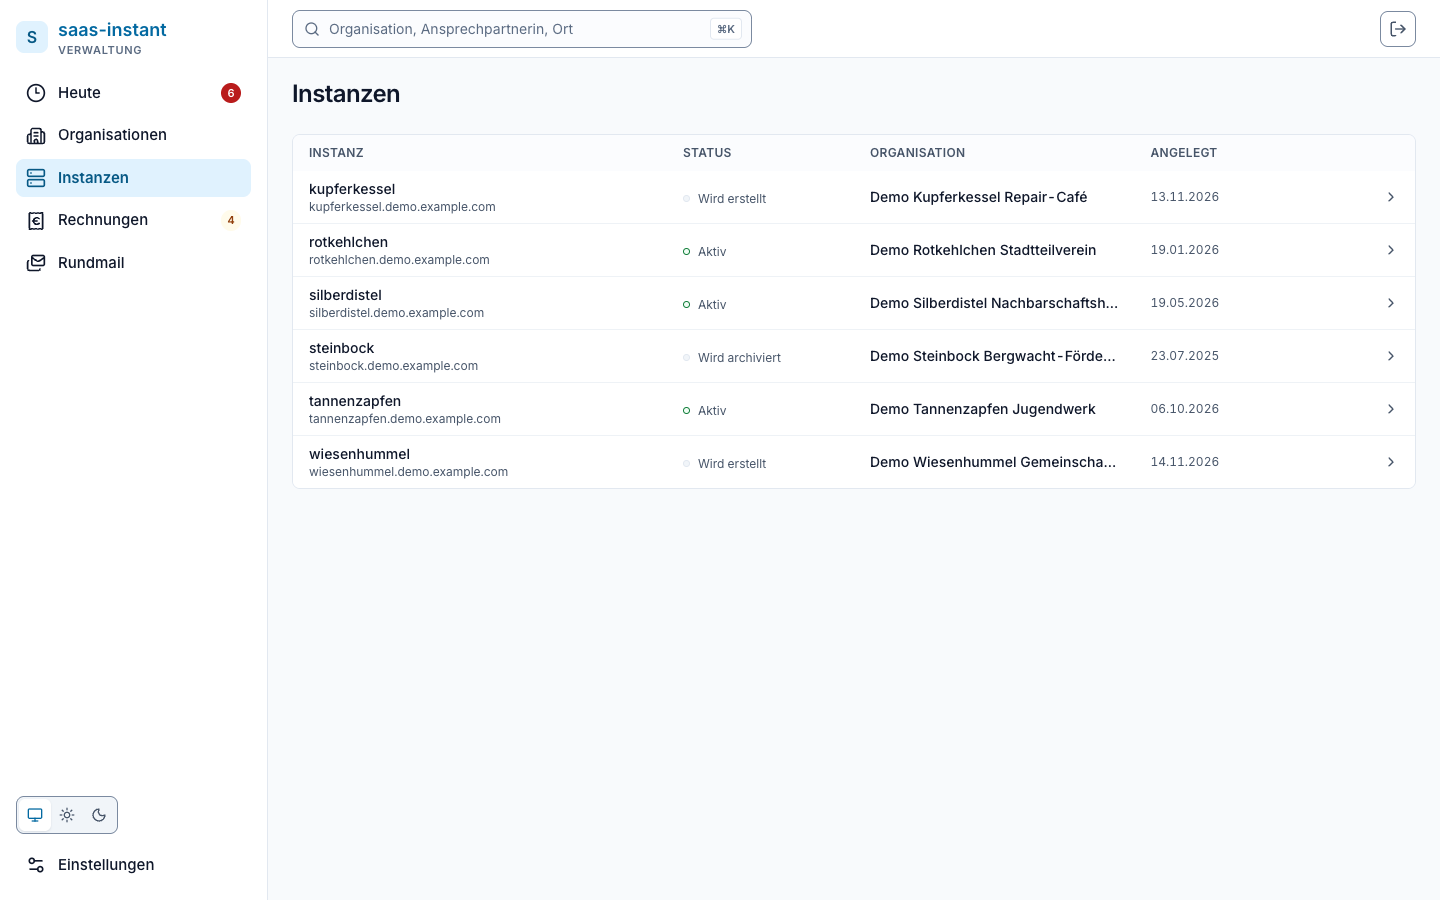 S
saas-instant
VERWALTUNG
Organisation, Ansprechpartnerin, Ort
⌘K
Heute
6
Organisationen
Instanzen
Rechnungen
4
Rundmail
Einstellungen
Instanzen
INSTANZ STATUS ORGANISATION ANGELEGT
kupferkessel
kupferkessel.demo.example.com
Wird erstellt
Demo Kupferkessel Repair-Café
13.11.2026
rotkehlchen
rotkehlchen.demo.example.com
Aktiv
Demo Rotkehlchen Stadtteilverein
19.01.2026
silberdistel
silberdistel.demo.example.com
Aktiv
Demo Silberdistel Nachbarschaftsh...
19.05.2026
steinbock
steinbock.demo.example.com
Wird archiviert
Demo Steinbock Bergwacht-Förde...
23.07.2025
tannenzapfen
tannenzapfen.demo.example.com
Aktiv
Demo Tannenzapfen Jugendwerk
06.10.2026
wiesenhummel
wiesenhummel.demo.example.com
Wird erstellt
Demo Wiesenhummel Gemeinscha...
14.11.2026